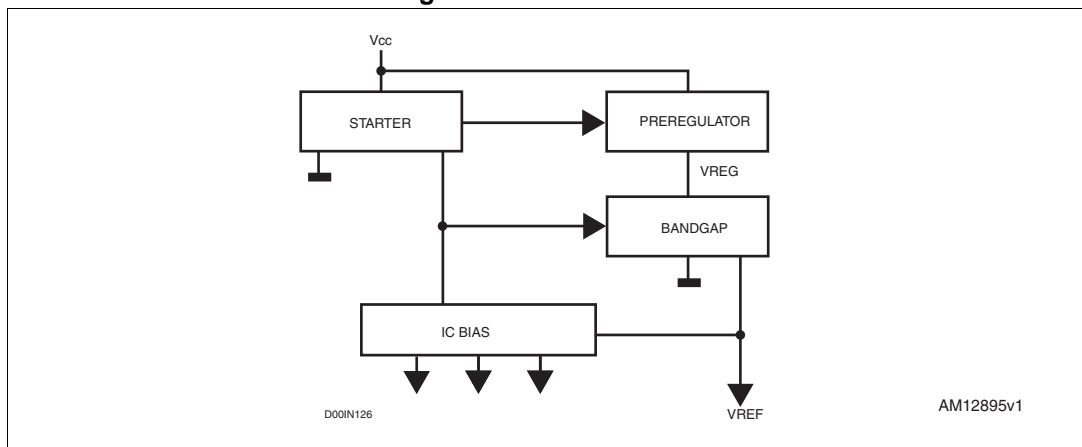 Vcc
STARTER
PREREGULATOR
VREG
BANDGAP
IC BIAS
D00IN126
VREF
AM12895v1